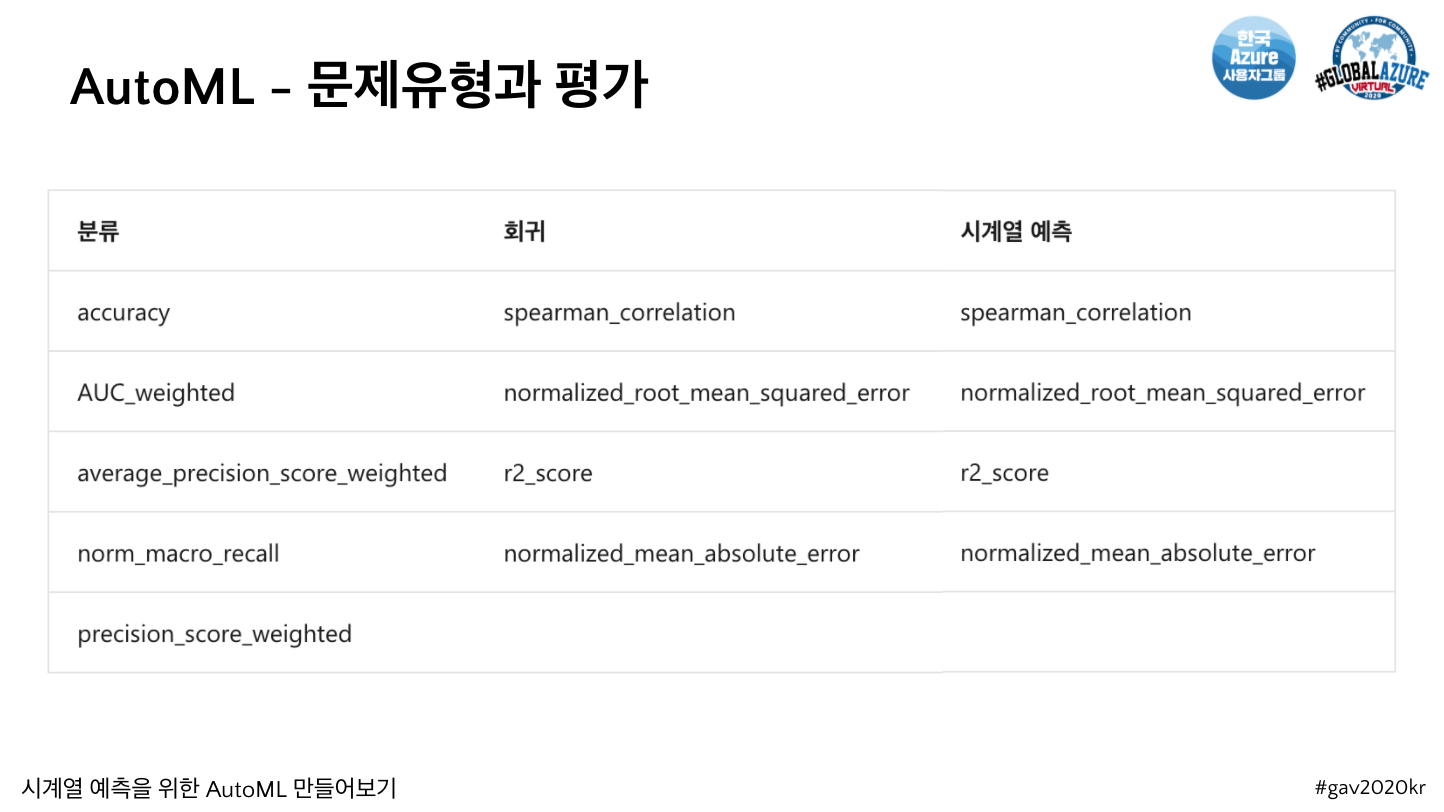 한국
Azure
사용자그룹
BY COMMUNITY • FOR COMMUNITY
#GLOBALAZURE
VIRTUAL
2020
AutoML – 문제유형과 평가
분류 회귀 시계열 예측
accuracy spearman_correlation spearman_correlation
AUC_weighted normalized_root_mean_squared_error normalized_root_mean_squared_error
average_precision_score_weighted r2_score r2_score
norm_macro_recall normalized_mean_absolute_error normalized_mean_absolute_error
precision_score_weighted
시계열 예측을 위한 AutoML 만들어보기
#gav2020kr